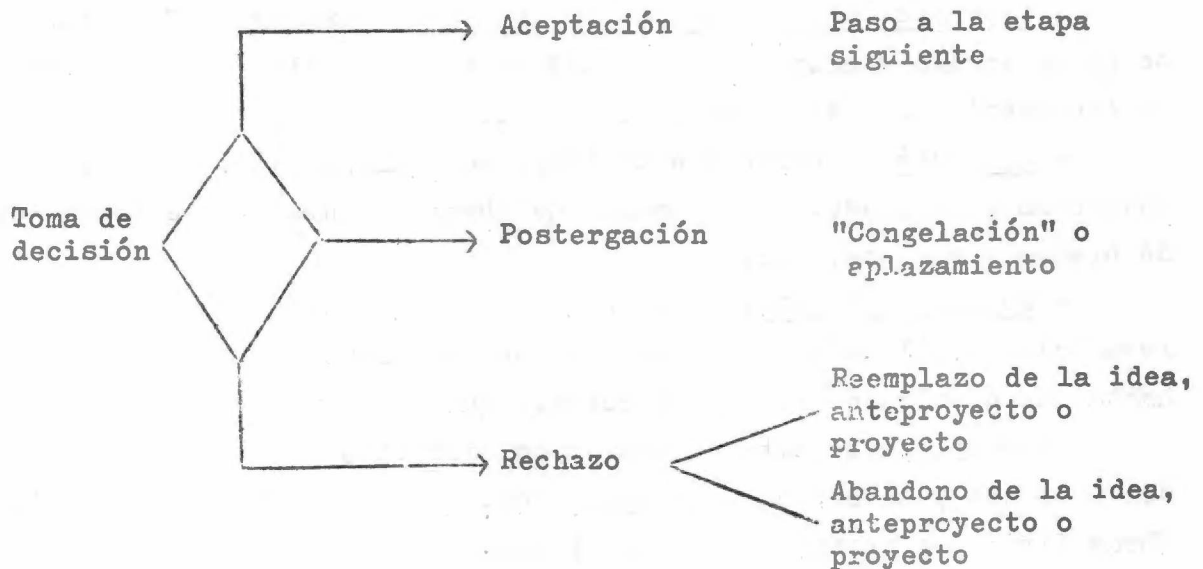 Aceptación
Paso a la etapa
siguiente
Toma de
decisión
Postergación
"Congelación" o
aplazamiento
Rechazo
Reemplazo de la idea,
anteproyecto o
proyecto
Abandono de la idea,
anteproyecto o
proyecto